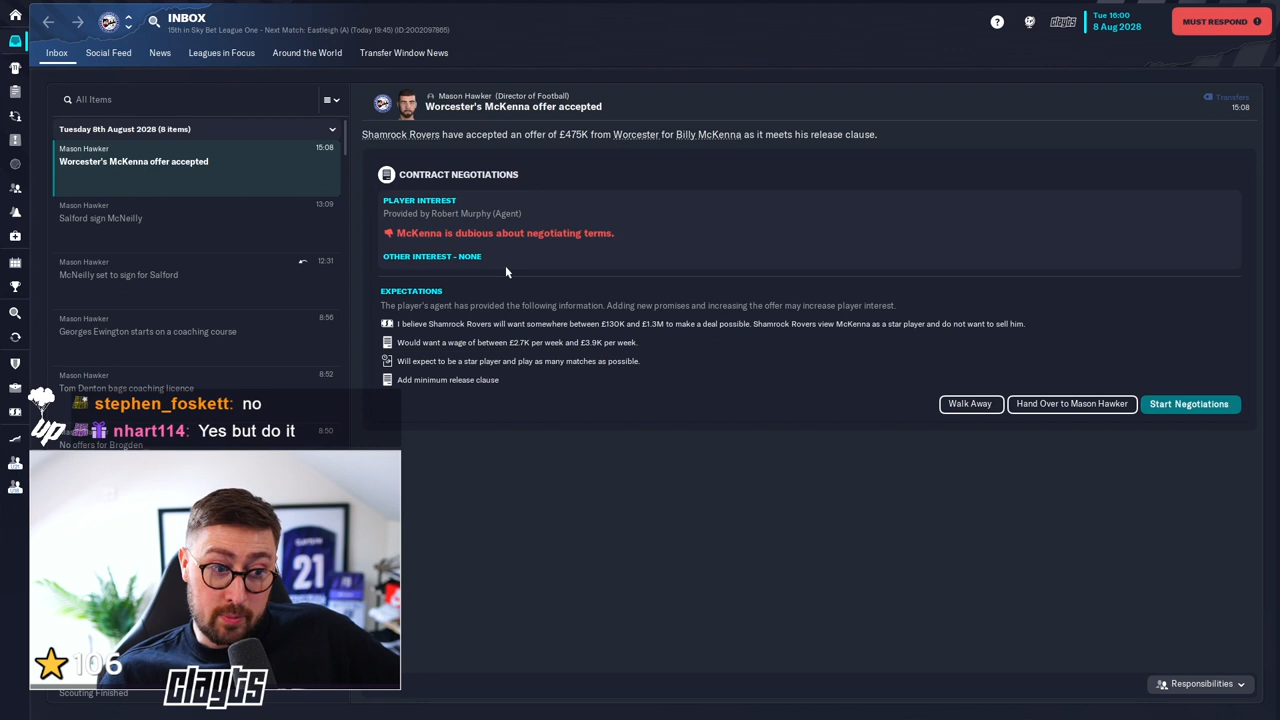 INBOX
15th in Sky Bet League One - Next Match: Eastleigh (A) (Today 19:45) (ID:2002097865)
clayts
Tue 16:00
8 Aug 2028
MUST RESPOND
Inbox
Social Feed
News
Leagues in Focus
Around the World
Transfer Window News
All Items
Tuesday 8th August 2028 (8 items)
Mason Hawker
15:08
Worcester's McKenna offer accepted
Mason Hawker
13:09
Salford sign McNeilly
Mason Hawker
12:31
McNeilly set to sign for Salford
Mason Hawker
8:56
Georges Ewington starts on a coaching course
Mason Hawker
8:52
Tom Denton bags coaching licence
8:50
No offers for Brogden
Scouting Finished
Mason Hawker (Director of Football)
Worcester's McKenna offer accepted
Transfers
15:08
Shamrock Rovers have accepted an offer of £475K from Worcester for Billy McKenna as it meets his release clause.
CONTRACT NEGOTIATIONS
PLAYER INTEREST
Provided by Robert Murphy (Agent)
McKenna is dubious about negotiating terms.
OTHER INTEREST - NONE
EXPECTATIONS
The player's agent has provided the following information. Adding new promises and increasing the offer may increase player interest.
I believe Shamrock Rovers will want somewhere between £130K and £1.3M to make a deal possible. Shamrock Rovers view McKenna as a star player and do not want to sell him.
Would want a wage of between £2.7K per week and £3.9K per week.
Will expect to be a star player and play as many matches as possible.
Add minimum release clause
Walk Away
Hand Over to Mason Hawker
Start Negotiations
Responsibilities
stephen_foskett: no
up
nhart114: Yes but do it
21
106
clayts